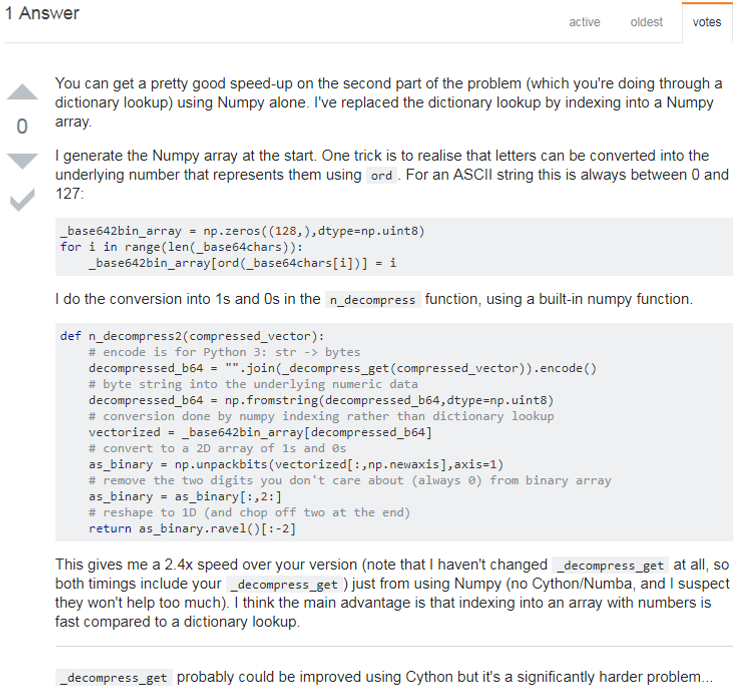 1 Answer
active oldest votes
You can get a pretty good speed-up on the second part of the problem (which you're doing through a
dictionary lookup) using Numpy alone. I've replaced the dictionary lookup by indexing into a Numpy
array.
0
I generate the Numpy array at the start. One trick is to realise that letters can be converted into the
underlying number that represents them using ord . For an ASCII string this is always between 0 and
127:
_base642bin_array = np.zeros((128,),dtype=np.uint8)
for i in range(len(_base64chars)):
    _base642bin_array[ord(_base64chars[i])] = i
I do the conversion into 1s and 0s in the n_decompress function, using a built-in numpy function.
def n_decompress2(compressed_vector):
    # encode is for Python 3: str -> bytes
    decompressed_b64 = "".join(_decompress_get(compressed_vector)).encode()
    # byte string into the underlying numeric data
    decompressed_b64 = np.fromstring(decompressed_b64,dtype=np.uint8)
    # conversion done by numpy indexing rather than dictionary lookup
    vectorized = _base642bin_array[decompressed_b64]
    # convert to a 2D array of 1s and 0s
    as_binary = np.unpackbits(vectorized[:,np.newaxis],axis=1)
    # remove the two digits you don't care about (always 0) from binary array
    as_binary = as_binary[:,2:]
    # reshape to 1D (and chop off two at the end)
    return as_binary.ravel()[:-2]
This gives me a 2.4x speed over your version (note that I haven't changed _decompress_get at all, so
both timings include your _decompress_get ) just from using Numpy (no Cython/Numba, and I suspect
they won't help too much). I think the main advantage is that indexing into an array with numbers is
fast compared to a dictionary lookup.
_decompress_get probably could be improved using Cython but it's a significantly harder problem...